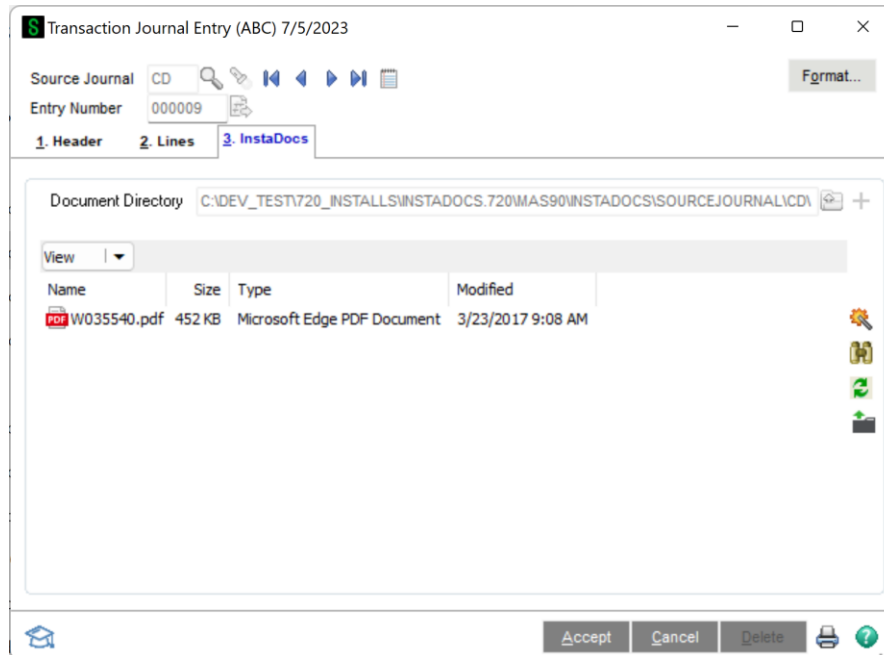 S Transaction Journal Entry (ABC) 7/5/2023
Source Journal CD
Format...
Entry Number 000009
1. Header 2. Lines 3. InstaDocs
Document Directory C:\DEV_TEST\720_INSTALLS\INSTADOCS.720\MAS90\INSTADOCS\SOURCEJOURNAL\CD\
View
Name Size Type Modified
PDF W035540.pdf 452 KB Microsoft Edge PDF Document 3/23/2017 9:08 AM
Accept Cancel Delete ?